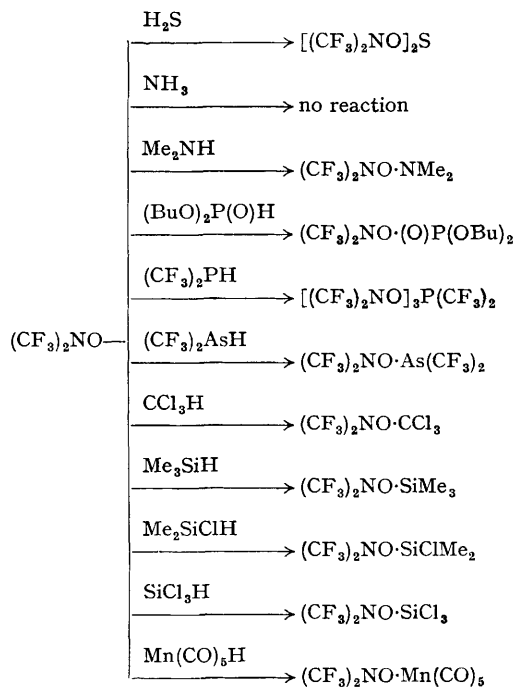 H₂S
[(CF₃)₂NO]₂S
NH₃
no reaction
Me₂NH
(CF₃)₂NO·NMe₂
(BuO)₂P(O)H
(CF₃)₂NO·(O)P(OBu)₂
(CF₃)₂PH
[(CF₃)₂NO]₃P(CF₃)₂
(CF₃)₂NO
(CF₃)₂AsH
(CF₃)₂NO·As(CF₃)₂
CCl₃H
(CF₃)₂NO·CCl₃
Me₃SiH
(CF₃)₂NO·SiMe₃
Me₂SiClH
(CF₃)₂NO·SiClMe₂
SiCl₃H
(CF₃)₂NO·SiCl₃
Mn(CO)₅H
(CF₃)₂NO·Mn(CO)₅